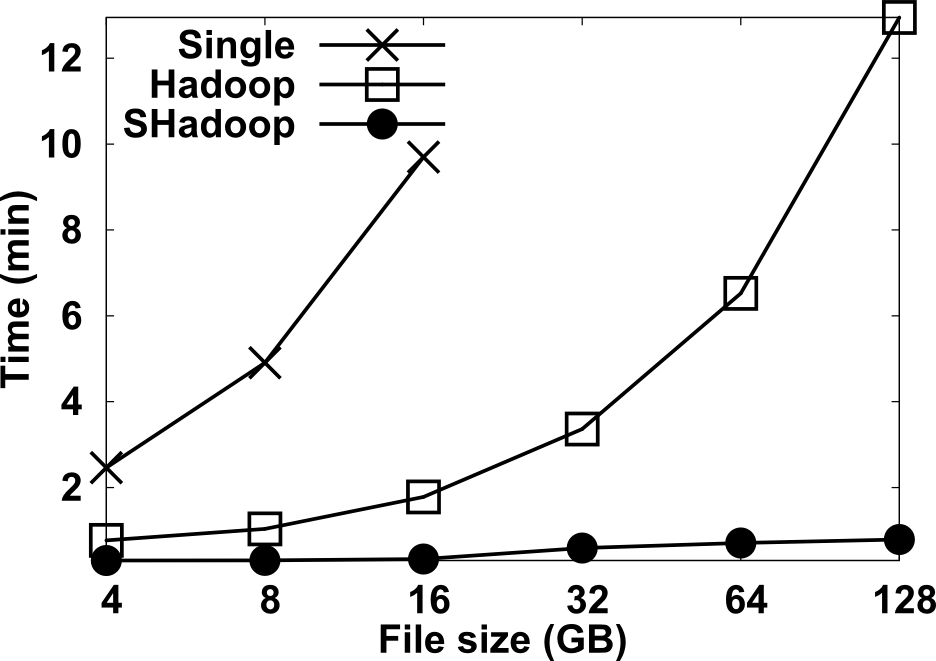 Single
Hadoop
SHadoop
Time (min)
12
10
8
6
4
2
4 8 16 32 64 128
File size (GB)